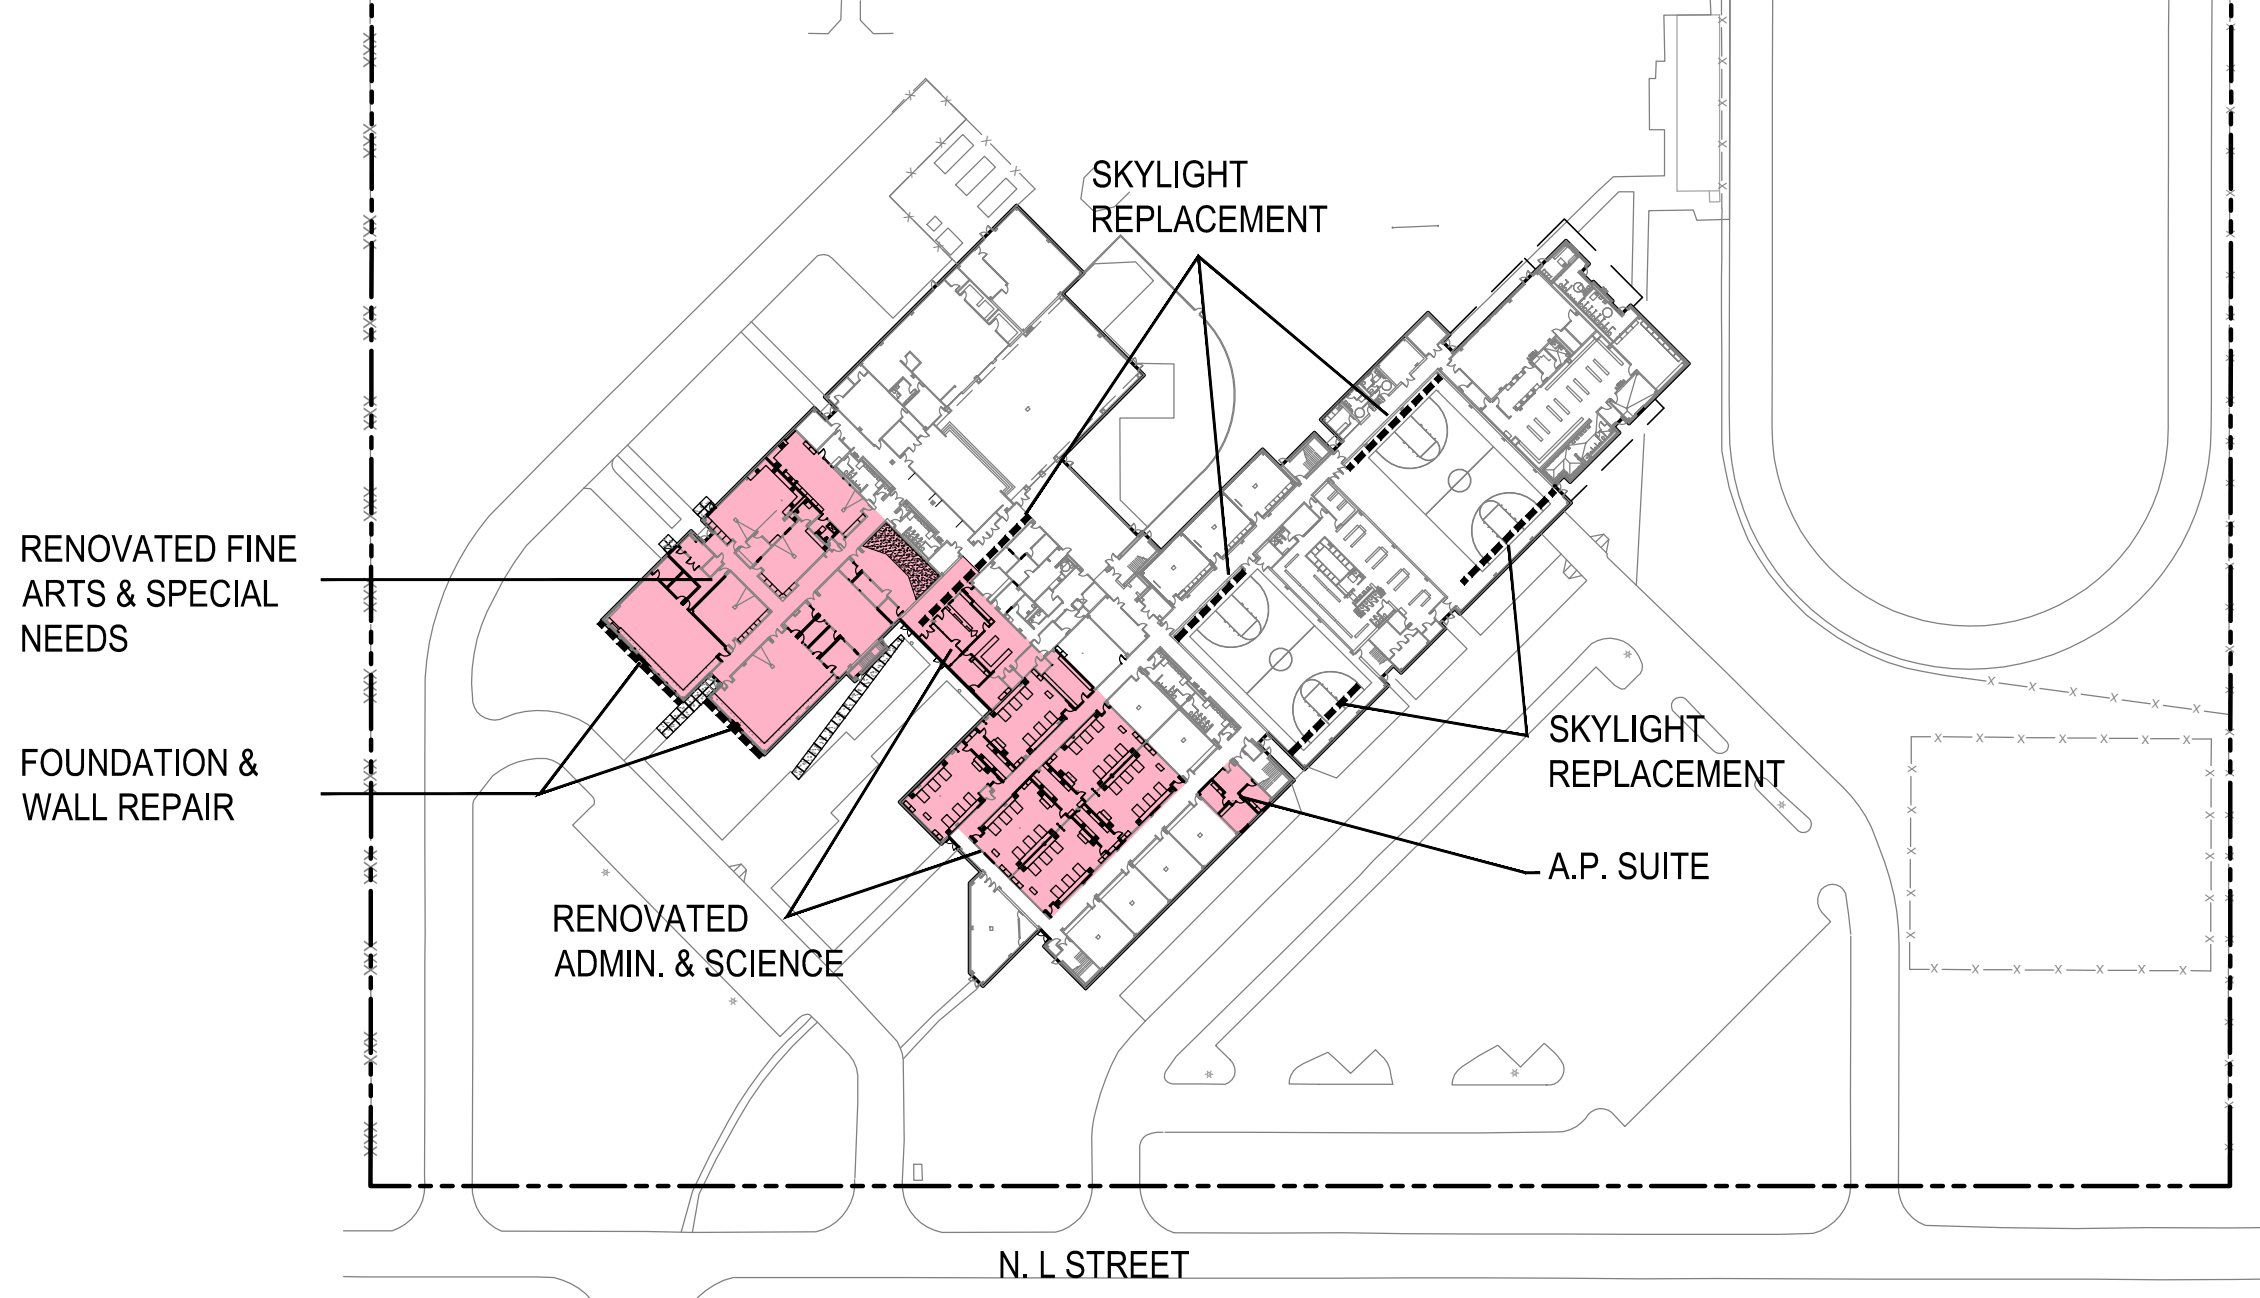 SKYLIGHT
REPLACEMENT
RENOVATED FINE
ARTS & SPECIAL
NEEDS
FOUNDATION &
WALL REPAIR
SKYLIGHT
REPLACEMENT
A.P. SUITE
RENOVATED
ADMIN. & SCIENCE
N. L STREET